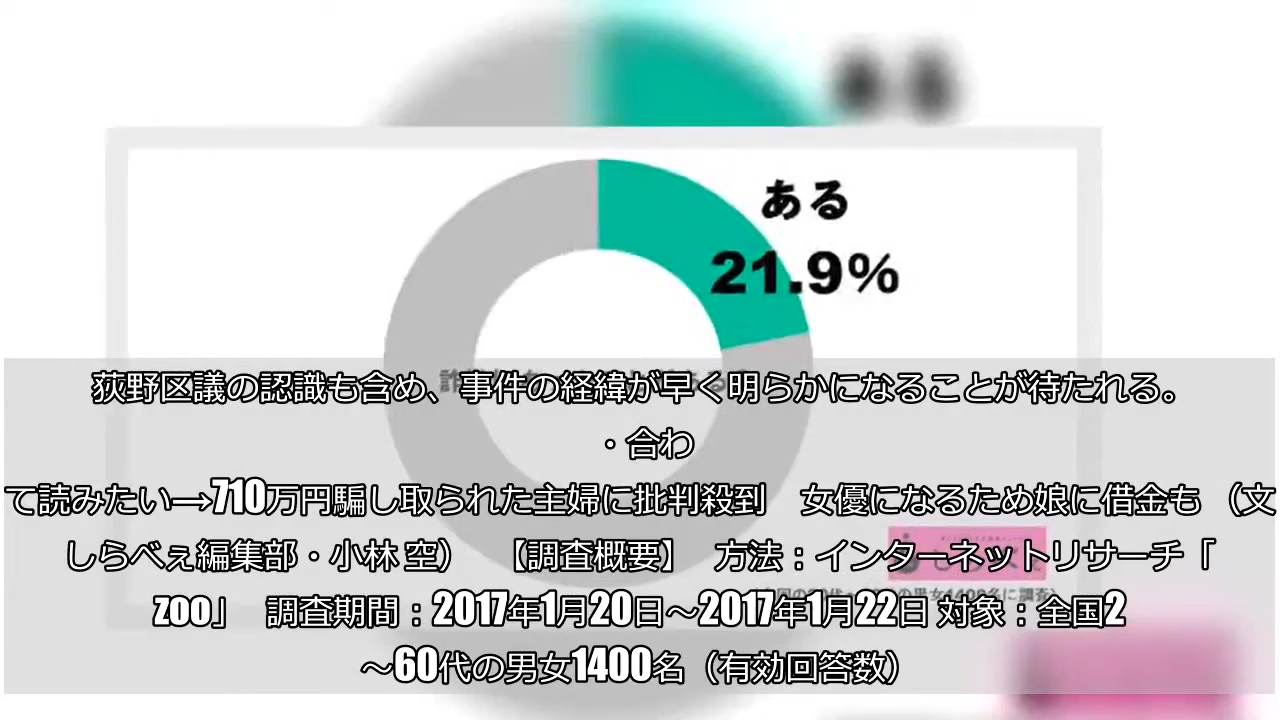 ある
21.9%
荻野区議の認識も含め、事件の経緯が早く明らかになることが待たれる。
・合わ
て読みたい→710万円騙し取られた主婦に批判殺到　女優になるため娘に借金も （文
しらべぇ編集部・小林 空）　【調査概要】　方法：インターネットリサーチ「
ZOO」　調査期間：2017年1月20日～2017年1月22日 対象：全国2
～60代の男女1400名（有効回答数）